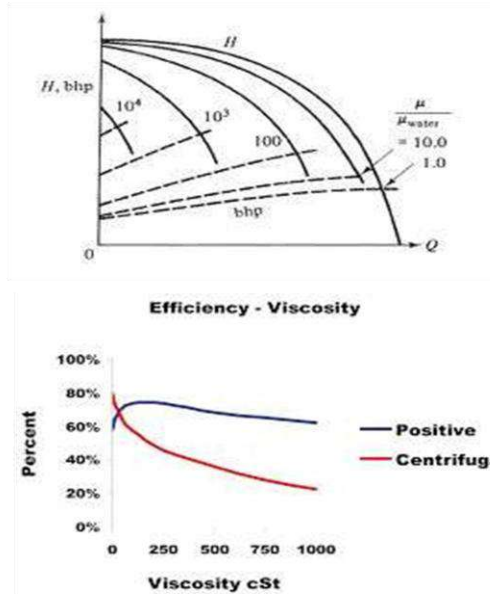 H
H, bhp
10⁴
10³
100
μ
μwater
= 10.0
1.0
bhp
0
Q
Efficiency - Viscosity
100%
80%
60%
40%
20%
0%
Percent
0 250 500 750 1000
Viscosity cSt
Positive
Centrifug